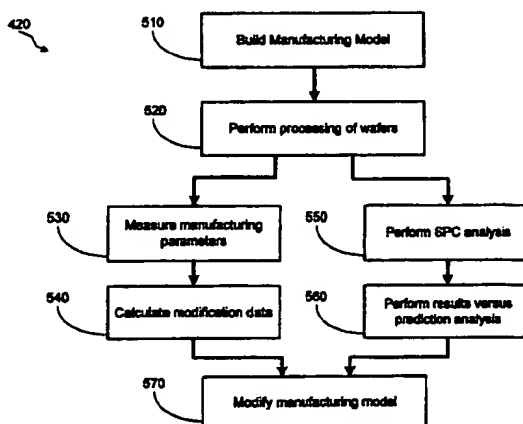 420
510
Build Manufacturing Model
520
Perform processing of wafers
530
Measure manufacturing
parameters
550
Perform SPC analysis
540
Calculate modification data
560
Perform results versus
prediction analysis
570
Modify manufacturing model